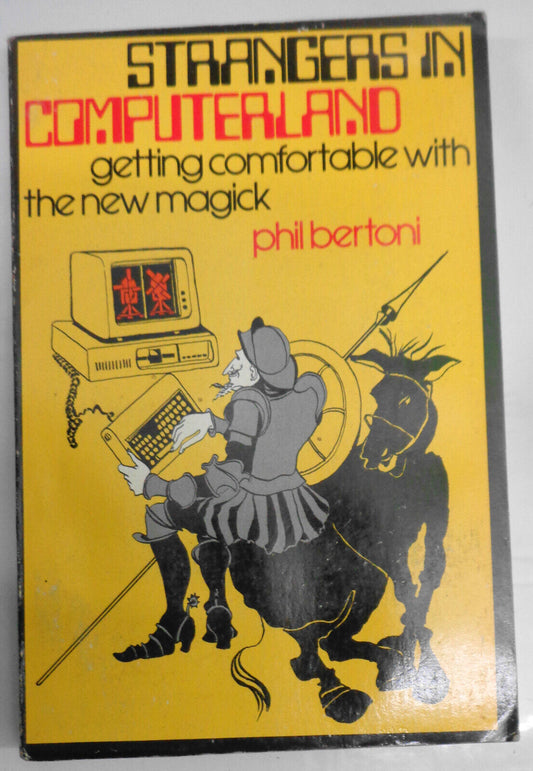 STRANGERS IN
COMPUTERLAND
getting comfortable with
the new magick
phil bertoni